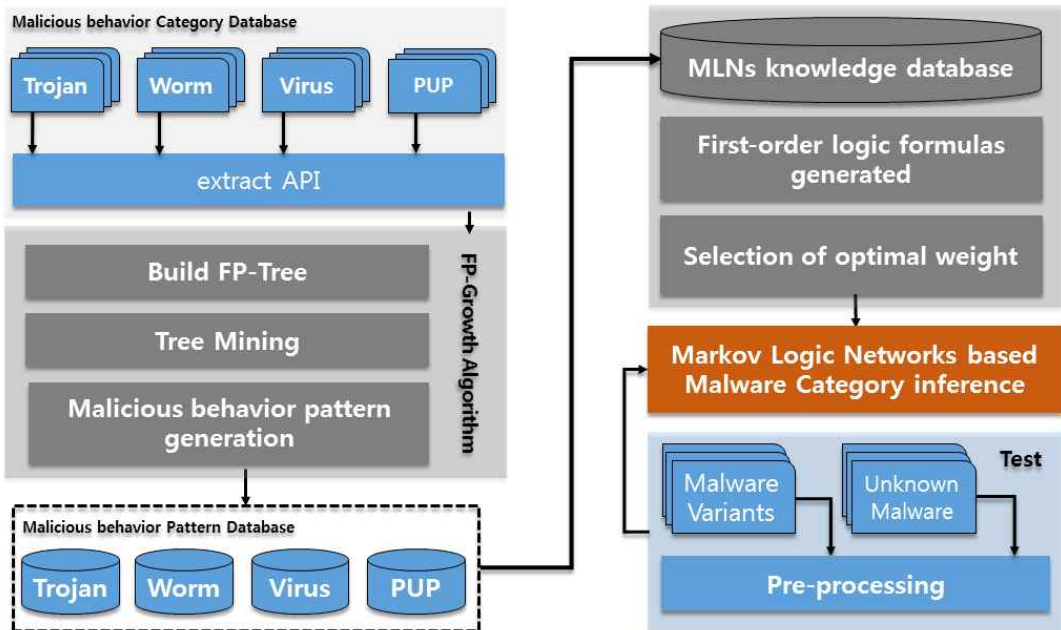 Malicious behavior Category Database
Trojan
Worm
Virus
PUP
extract API
FP-Growth Algorithm
Build FP-Tree
Tree Mining
Malicious behavior pattern
generation
Malicious behavior Pattern Database
Trojan
Worm
Virus
PUP
MLNs knowledge database
First-order logic formulas
generated
Selection of optimal weight
Markov Logic Networks based
Malware Category inference
Test
Malware
Variants
Unknown
Malware
Pre-processing